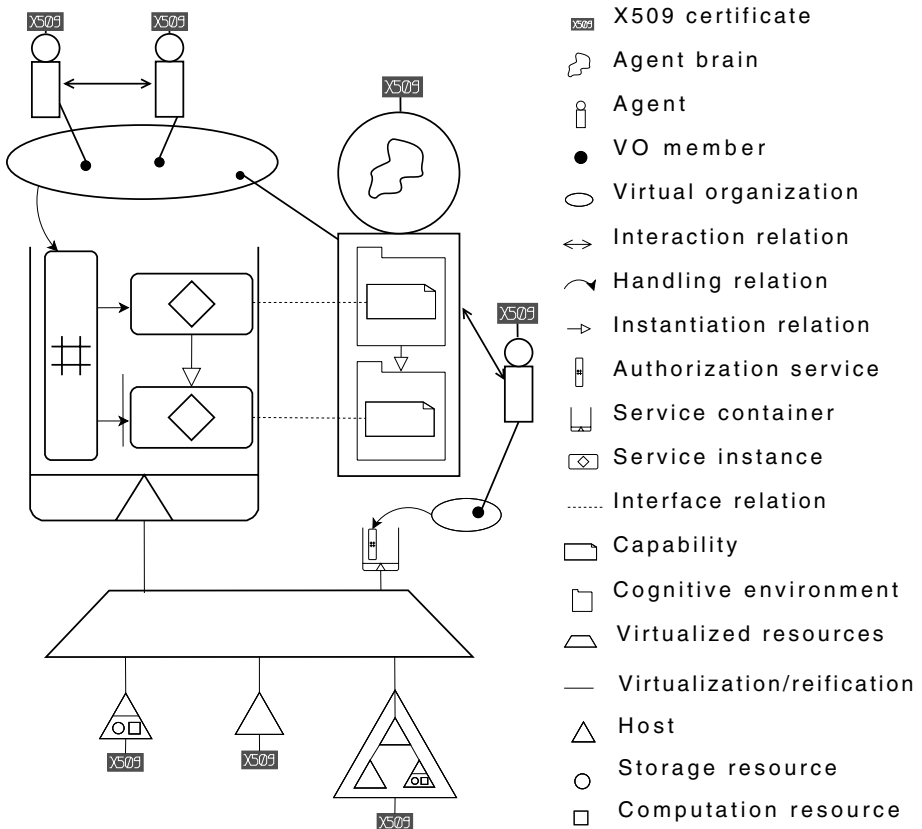 X509 X509
X509
X509
X509
X509
X509
X509 X509 certificate
Agent brain
Agent
VO member
Virtual organization
Interaction relation
Handling relation
Instantiation relation
Authorization service
Service container
Service instance
Interface relation
Capability
Cognitive environment
Virtualized resources
Virtualization/reification
Host
Storage resource
Computation resource